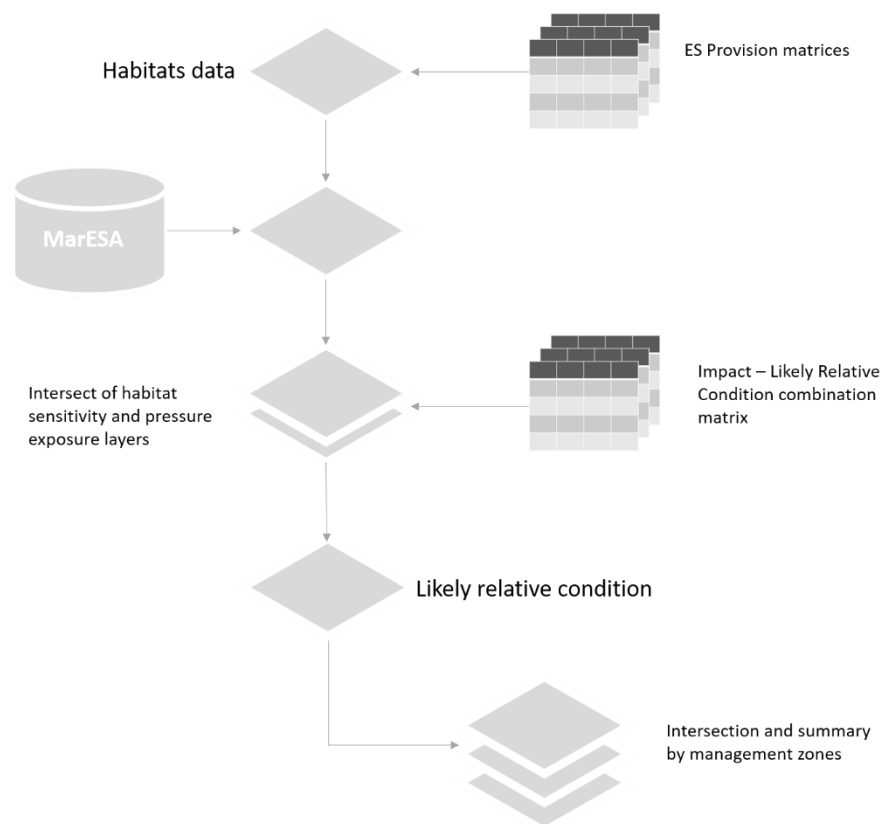 ES Provision matrices
Habitats data
MarESA
Intersect of habitat
sensitivity and pressure
exposure layers
Impact – Likely Relative
Condition combination
matrix
Likely relative condition
Intersection and summary
by management zones